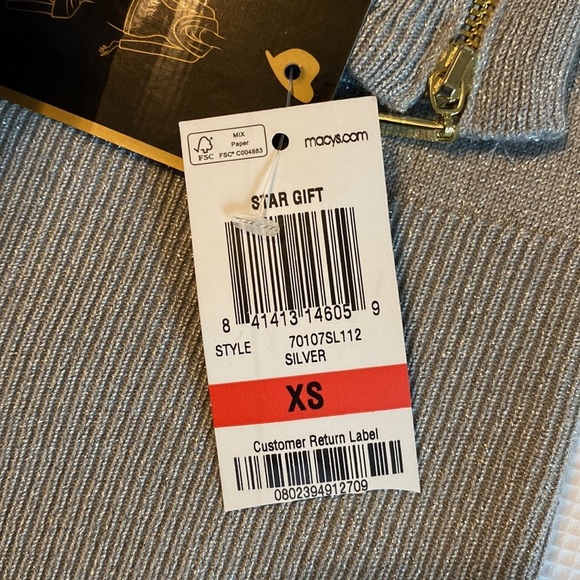 MIX
Paper
FSC
FSC® C004863
macys.com
STAR GIFT
8 41413 14605 9
STYLE 70107SL112
SILVER
XS
Customer Return Label
0802394912709